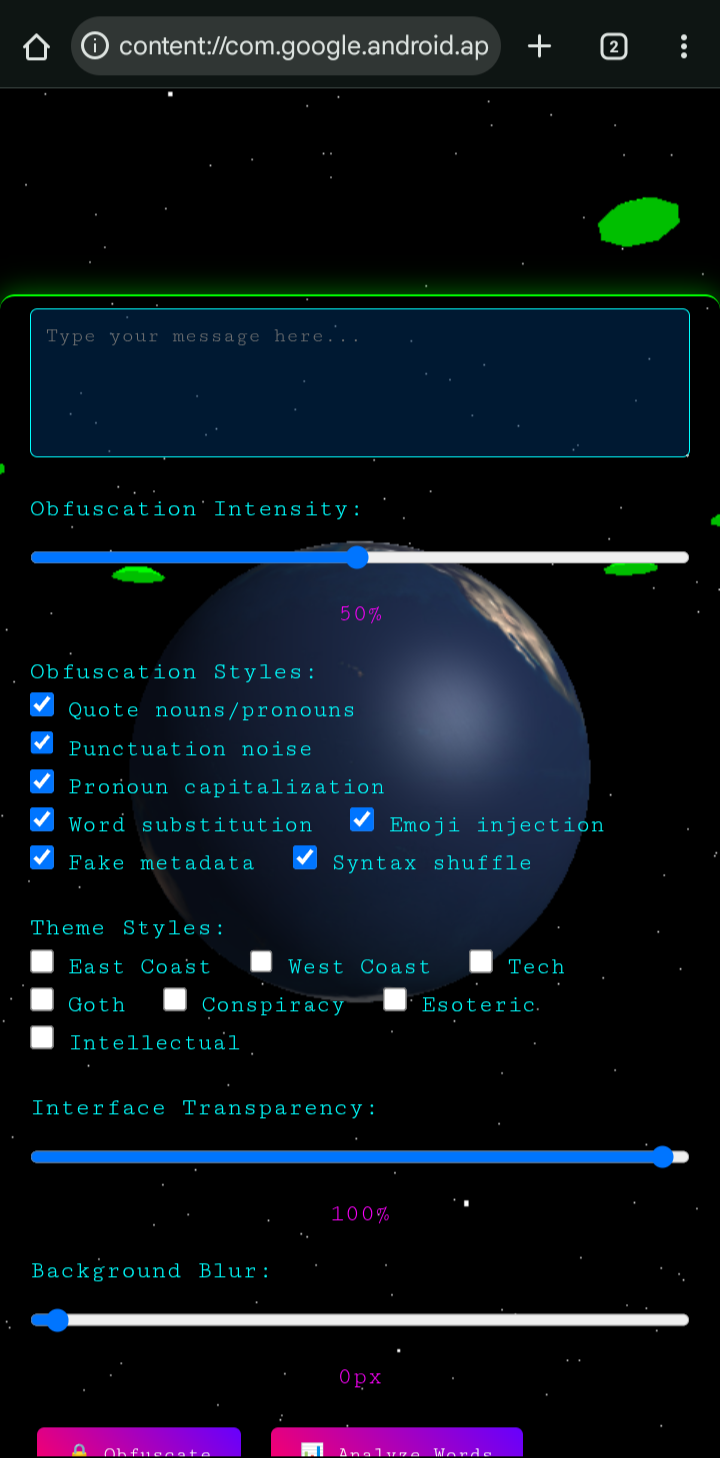 content://com.google.android.ap
2
Type your message here...
Obfuscation Intensity:
50%
Obfuscation Styles:
Quote nouns/pronouns
Punctuation noise
Pronoun capitalization
Word substitution Emoji injection
Fake metadata Syntax shuffle
Theme Styles:
East Coast West Coast Tech
Goth Conspiracy Esoteric
Intellectual
Interface Transparency:
100%
Background Blur:
0px
🔒 Obfuscate 📊 Analyze Words